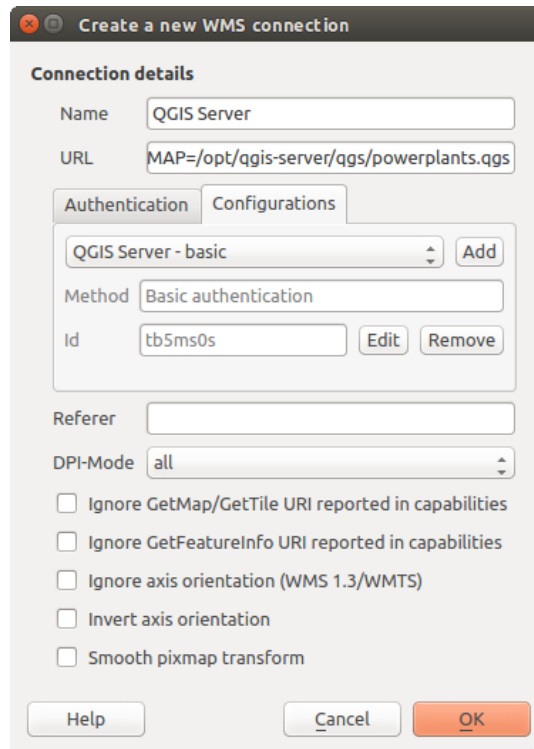 Create a new WMS connection
Connection details
Name QGIS Server
URL MAP=/opt/qgis-server/qgs/powerplants.qgs
Authentication Configurations
QGIS Server - basic Add
Method Basic authentication
Id tb5ms0s Edit Remove
Referer
DPI-Mode all
Ignore GetMap/GetTile URI reported in capabilities
Ignore GetFeatureInfo URI reported in capabilities
Ignore axis orientation (WMS 1.3/WMTS)
Invert axis orientation
Smooth pixmap transform
Help Cancel OK